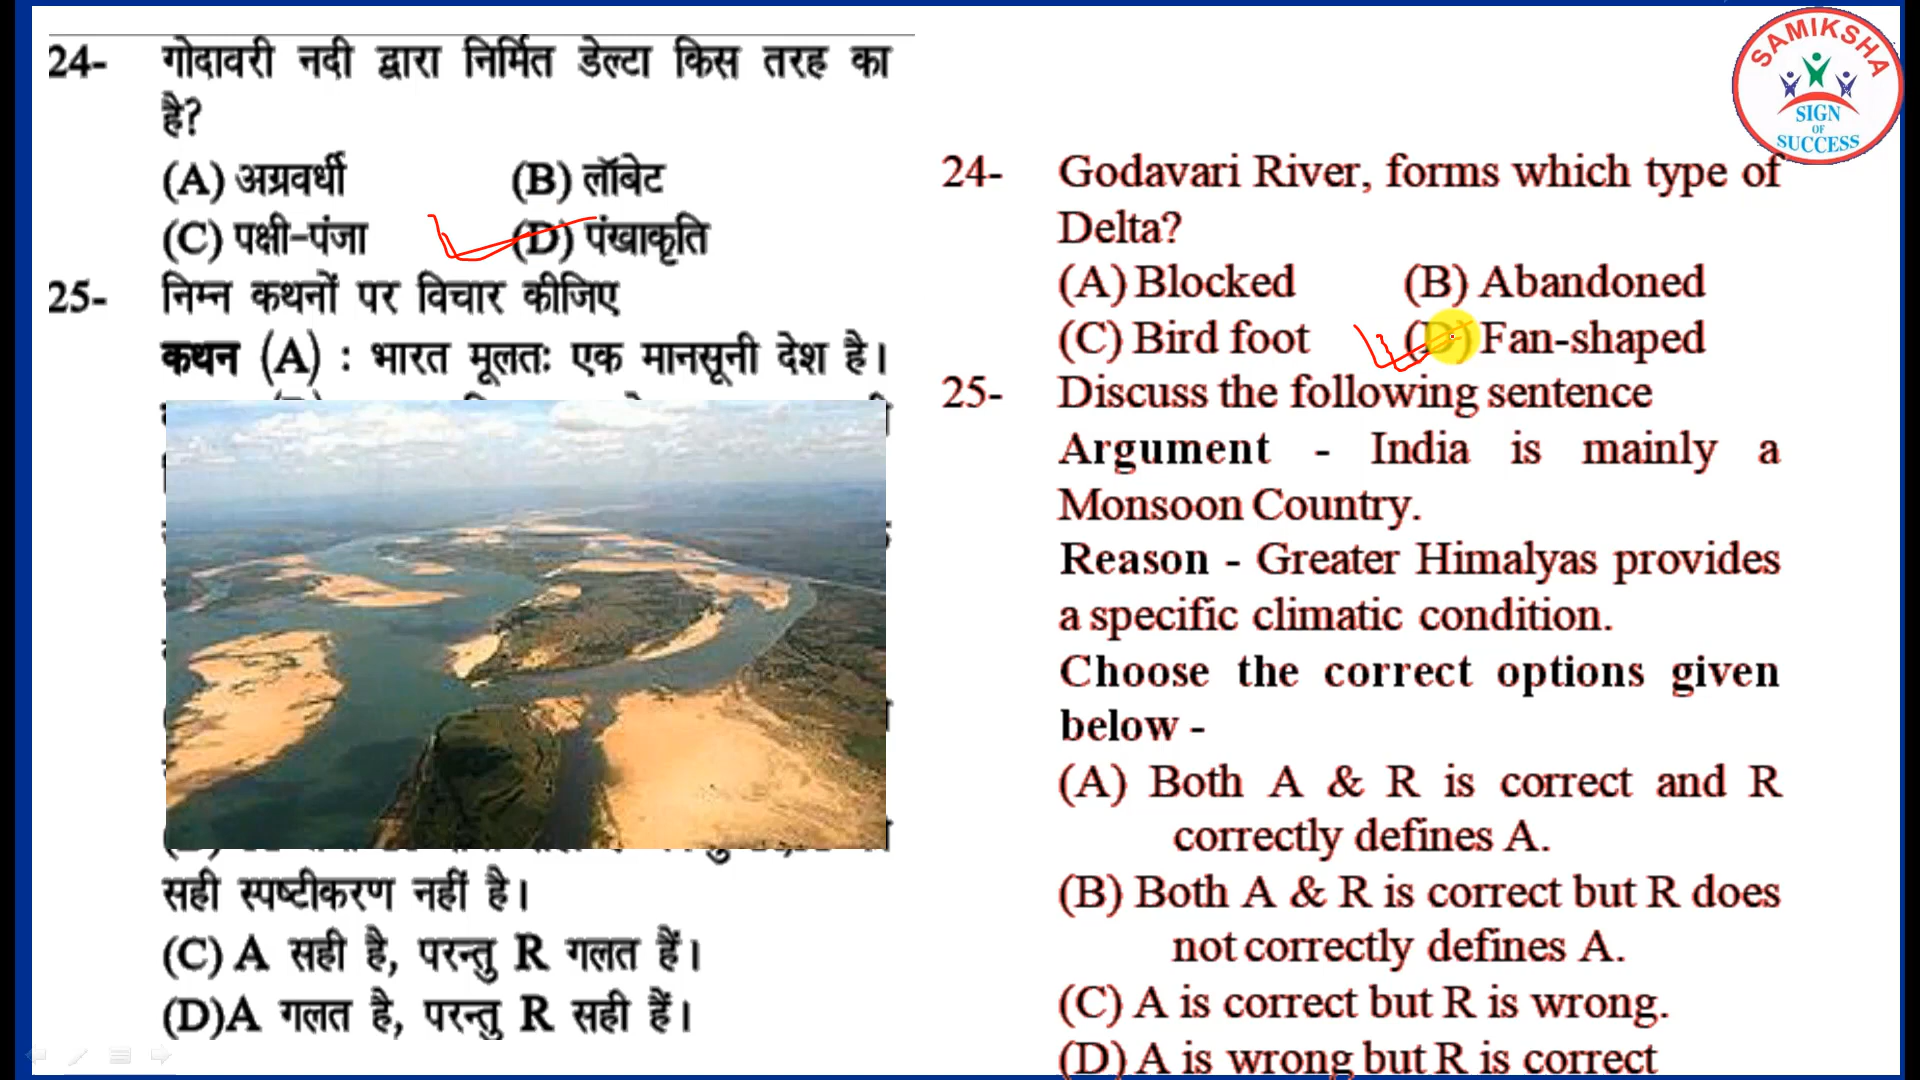 24- गोदावरी नदी द्वारा निर्मित डेल्टा किस तरह का
है?
(A) अग्रवर्धी (B) लॉबेट
(C) पक्षी-पंजा (D) पंखाकृति
25- निम्न कथनों पर विचार कीजिए
कथन (A) : भारत मूलतः एक मानसूनी देश है।
सही स्पष्टीकरण नहीं है।
(C) A सही है, परन्तु R गलत हैं।
(D)A गलत है, परन्तु R सही हैं।
SAMIKSHA
SIGN
OF
SUCCESS
24- Godavari River, forms which type of
Delta?
(A) Blocked (B) Abandoned
(C) Bird foot (D) Fan-shaped
25- Discuss the following sentence
Argument - India is mainly a
Monsoon Country.
Reason - Greater Himalyas provides
a specific climatic condition.
Choose the correct options given
below -
(A) Both A & R is correct and R
correctly defines A.
(B) Both A & R is correct but R does
not correctly defines A.
(C) A is correct but R is wrong.
(D) A is wrong but R is correct